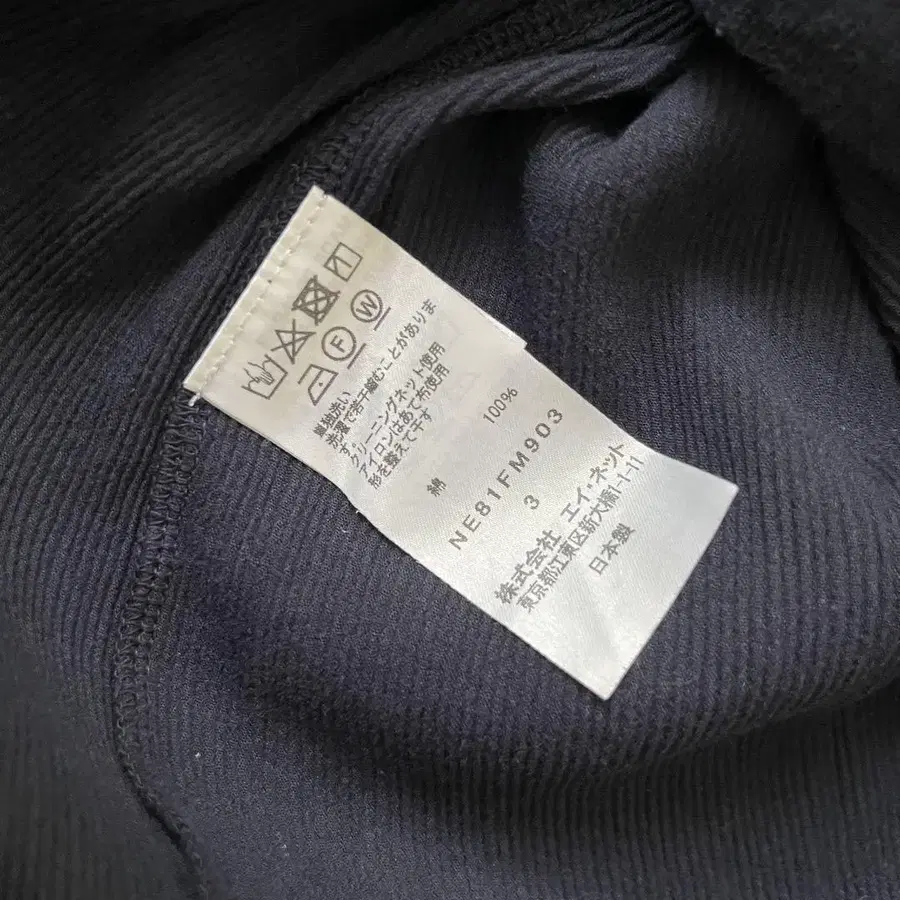 F
W
単独洗い
洗濯で若干縮むことがありま
す
クリーニングネット使用
アイロンはあて布使用
形を整えて干す
綿 100%
NE81FM903
3
株式会社 エイ・ネット
東京都江東区新大橋1-1-11
日本製